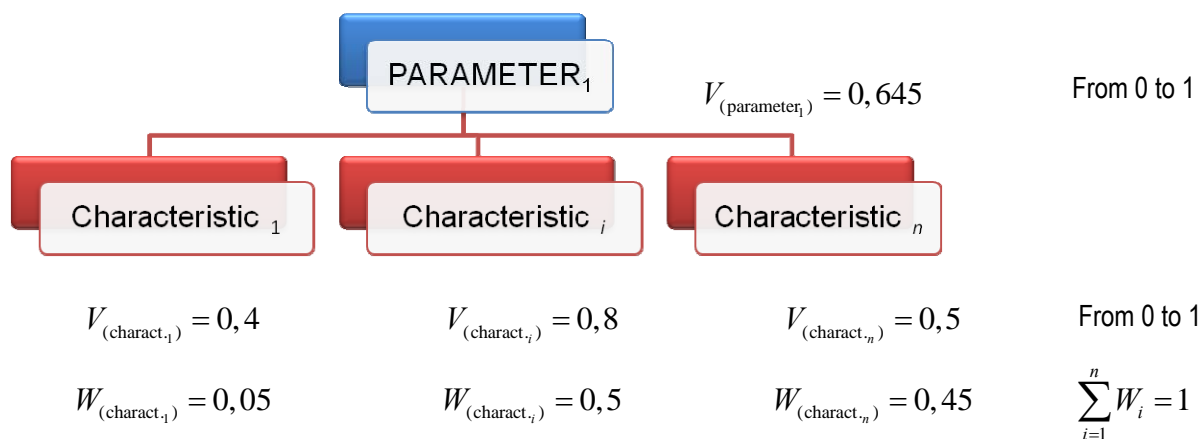 PARAMETER₁
V₍parameter₁₎ = 0,645 From 0 to 1
Characteristic ₁ Characteristic ᵢ Characteristic ₙ
V₍charact.₁₎ = 0,4 V₍charact.ᵢ₎ = 0,8 V₍charact.ₙ₎ = 0,5 From 0 to 1
W₍charact.₁₎ = 0,05 W₍charact.ᵢ₎ = 0,5 W₍charact.ₙ₎ = 0,45 ∑ⁿᵢ₌₁ Wᵢ = 1